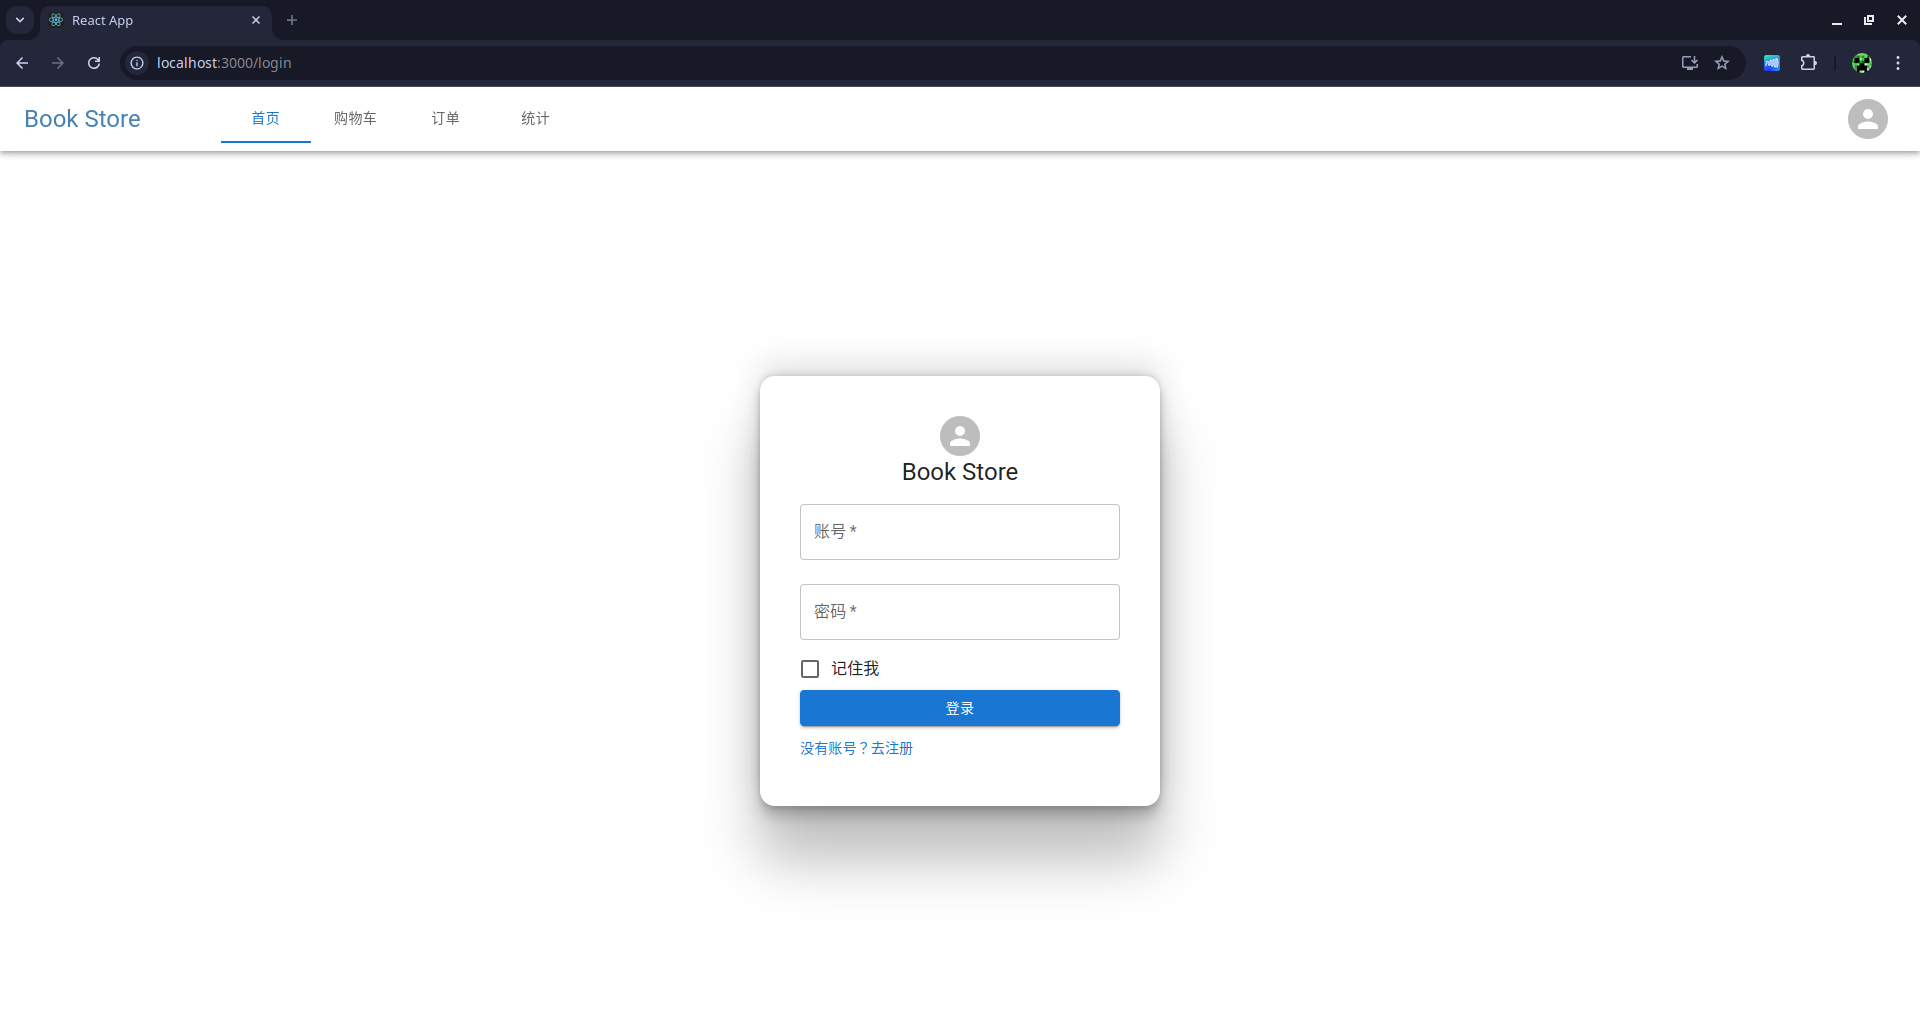 React App
localhost:3000/login
Book Store 首页 购物车 订单 统计
Book Store
账号 *
密码 *
记住我
登录
没有账号？去注册